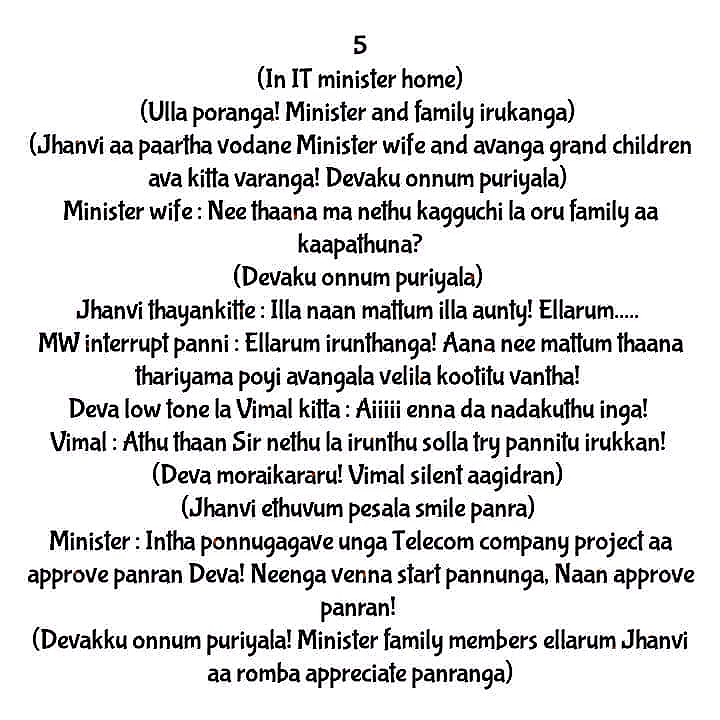 5
(In IT minister home)
(Ulla poranga! Minister and family irukanga)
(Jhanvi aa paartha vodane Minister wife and avanga grand children
ava kitta varanga! Devaku onnum puriyala)
Minister wife : Nee thaana ma nethu kagguchi la oru family aa
kaapathuna?
(Devaku onnum puriyala)
Jhanvi thayankitte : Illa naan mattum illa aunty! Ellarum.....
MW interrupt panni : Ellarum irunthanga! Aana nee mattum thaana
thariyama poyi avangala velila kootitu vantha!
Deva low tone la Vimal kitta : Aiiiii enna da nadakuthu inga!
Vimal : Athu thaan Sir nethu la irunthu solla try pannitu irukkan!
(Deva moraikararu! Vimal silent aagidran)
(Jhanvi ethuvum pesala smile panra)
Minister : Intha ponnugagave unga Telecom company project aa
approve panran Deva! Neenga venna start pannunga, Naan approve
panran!
(Devakku onnum puriyala! Minister family members ellarum Jhanvi
aa romba appreciate panranga)